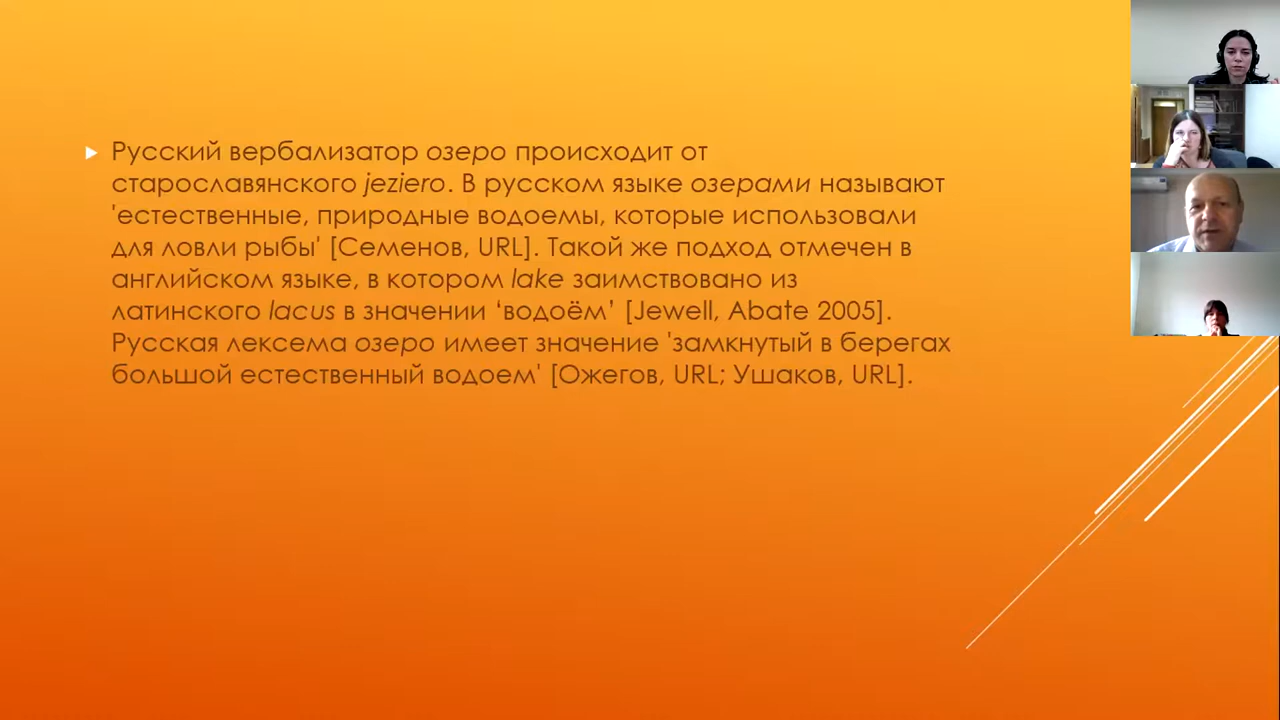 Русский вербализатор озеро происходит от
старославянского jeziero. В русском языке озерами называют
'естественные, природные водоемы, которые использовали
для ловли рыбы' [Семенов, URL]. Такой же подход отмечен в
английском языке, в котором lake заимствовано из
латинского lacus в значении ‘водоём’ [Jewell, Abate 2005].
Русская лексема озеро имеет значение 'замкнутый в берегах
большой естественный водоем' [Ожегов, URL; Ушаков, URL].